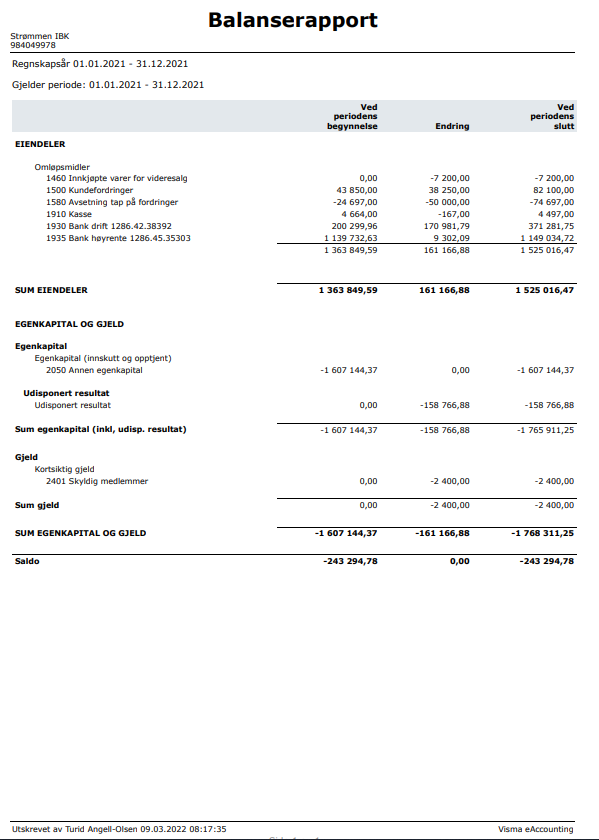 Balanserapport
Strømmen IBK
984049978
Regnskapsår 01.01.2021 - 31.12.2021
Gjelder periode: 01.01.2021 - 31.12.2021
Ved periodens begynnelse Endring Ved periodens slutt
EIENDELER
Omløpsmidler
1460 Innkjøpte varer for videresalg 0,00 -7 200,00 -7 200,00
1500 Kundefordringer 43 850,00 38 250,00 82 100,00
1580 Avsetning tap på fordringer -24 697,00 -50 000,00 -74 697,00
1910 Kasse 4 664,00 -167,00 4 497,00
1930 Bank drift 1286.42.38392 200 299,96 170 981,79 371 281,75
1935 Bank høyrente 1286.45.35303 1 139 732,63 9 302,09 1 149 034,72
1 363 849,59 161 166,88 1 525 016,47
SUM EIENDELER 1 363 849,59 161 166,88 1 525 016,47
EGENKAPITAL OG GJELD
Egenkapital
Egenkapital (innskutt og opptjent)
2050 Annen egenkapital -1 607 144,37 0,00 -1 607 144,37
Udisponert resultat
Udisponert resultat 0,00 -158 766,88 -158 766,88
Sum egenkapital (inkl, udisp. resultat) -1 607 144,37 -158 766,88 -1 765 911,25
Gjeld
Kortsiktig gjeld
2401 Skyldig medlemmer 0,00 -2 400,00 -2 400,00
Sum gjeld 0,00 -2 400,00 -2 400,00
SUM EGENKAPITAL OG GJELD -1 607 144,37 -161 166,88 -1 768 311,25
Saldo -243 294,78 0,00 -243 294,78
Utskrevet av Turid Angell-Olsen 09.03.2022 08:17:35 Visma eAccounting